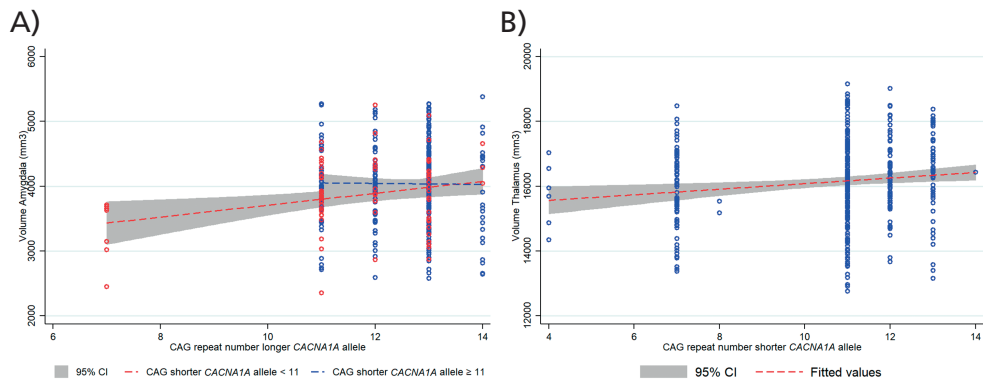 A)
B)
Volume Amygdala (mm3)
6000
5000
4000
3000
2000
6 8 10 12 14
CAG repeat number longer CACNA1A allele
95% CI CAG shorter CACNA1A allele < 11 CAG shorter CACNA1A allele ≥ 11
Volume Thalamus (mm3)
20000
18000
16000
14000
12000
4 6 8 10 12 14
CAG repeat number shorter CACNA1A allele
95% CI Fitted values